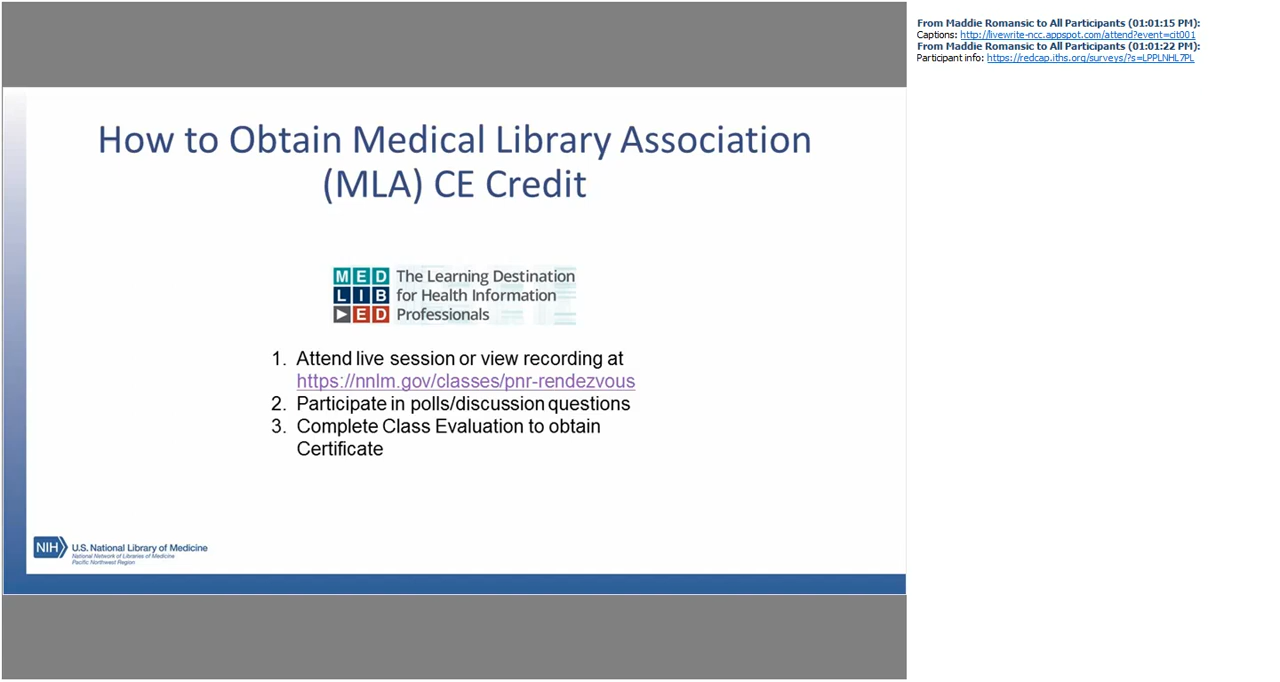 How to Obtain Medical Library Association
(MLA) CE Credit
MED
LIB
ED
The Learning Destination
for Health Information
Professionals
1. Attend live session or view recording at
https://nnlm.gov/classes/pnr-rendezvous
2. Participate in polls/discussion questions
3. Complete Class Evaluation to obtain
Certificate
NIH
U.S. National Library of Medicine
National Network of Libraries of Medicine
Pacific Northwest Region
From Maddie Romansic to All Participants (01:01:15 PM):
Captions: http://livewrite-ncc.appspot.com/attend?event=cit001
From Maddie Romansic to All Participants (01:01:22 PM):
Participant info: https://redcap.iths.org/surveys/?s=LPPLNHL7PL